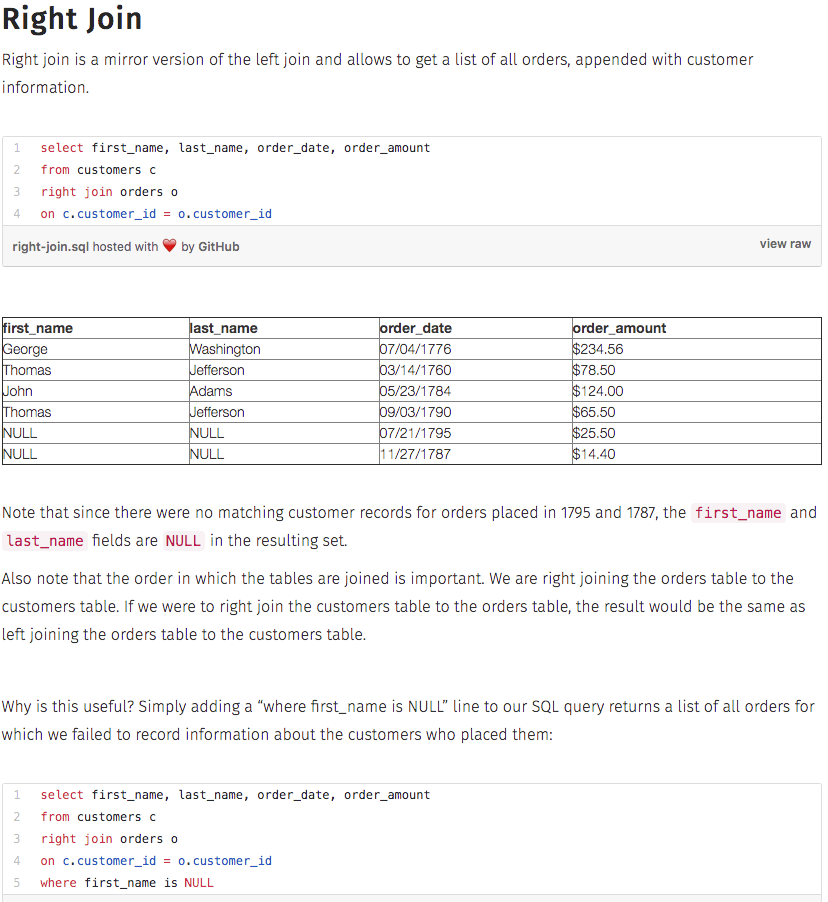 Right Join
Right join is a mirror version of the left join and allows to get a list of all orders, appended with customer
information.
1 select first_name, last_name, order_date, order_amount
2 from customers c
3 right join orders o
4 on c.customer_id = o.customer_id
right-join.sql hosted with ❤ by GitHub view raw
first_name last_name order_date order_amount
George Washington 07/04/1776 $234.56
Thomas Jefferson 03/14/1760 $78.50
John Adams 05/23/1784 $124.00
Thomas Jefferson 09/03/1790 $65.50
NULL NULL 07/21/1795 $25.50
NULL NULL 11/27/1787 $14.40
Note that since there were no matching customer records for orders placed in 1795 and 1787, the first_name and
last_name fields are NULL in the resulting set.
Also note that the order in which the tables are joined is important. We are right joining the orders table to the
customers table. If we were to right join the customers table to the orders table, the result would be the same as
left joining the orders table to the customers table.
Why is this useful? Simply adding a “where first_name is NULL” line to our SQL query returns a list of all orders for
which we failed to record information about the customers who placed them:
1 select first_name, last_name, order_date, order_amount
2 from customers c
3 right join orders o
4 on c.customer_id = o.customer_id
5 where first_name is NULL